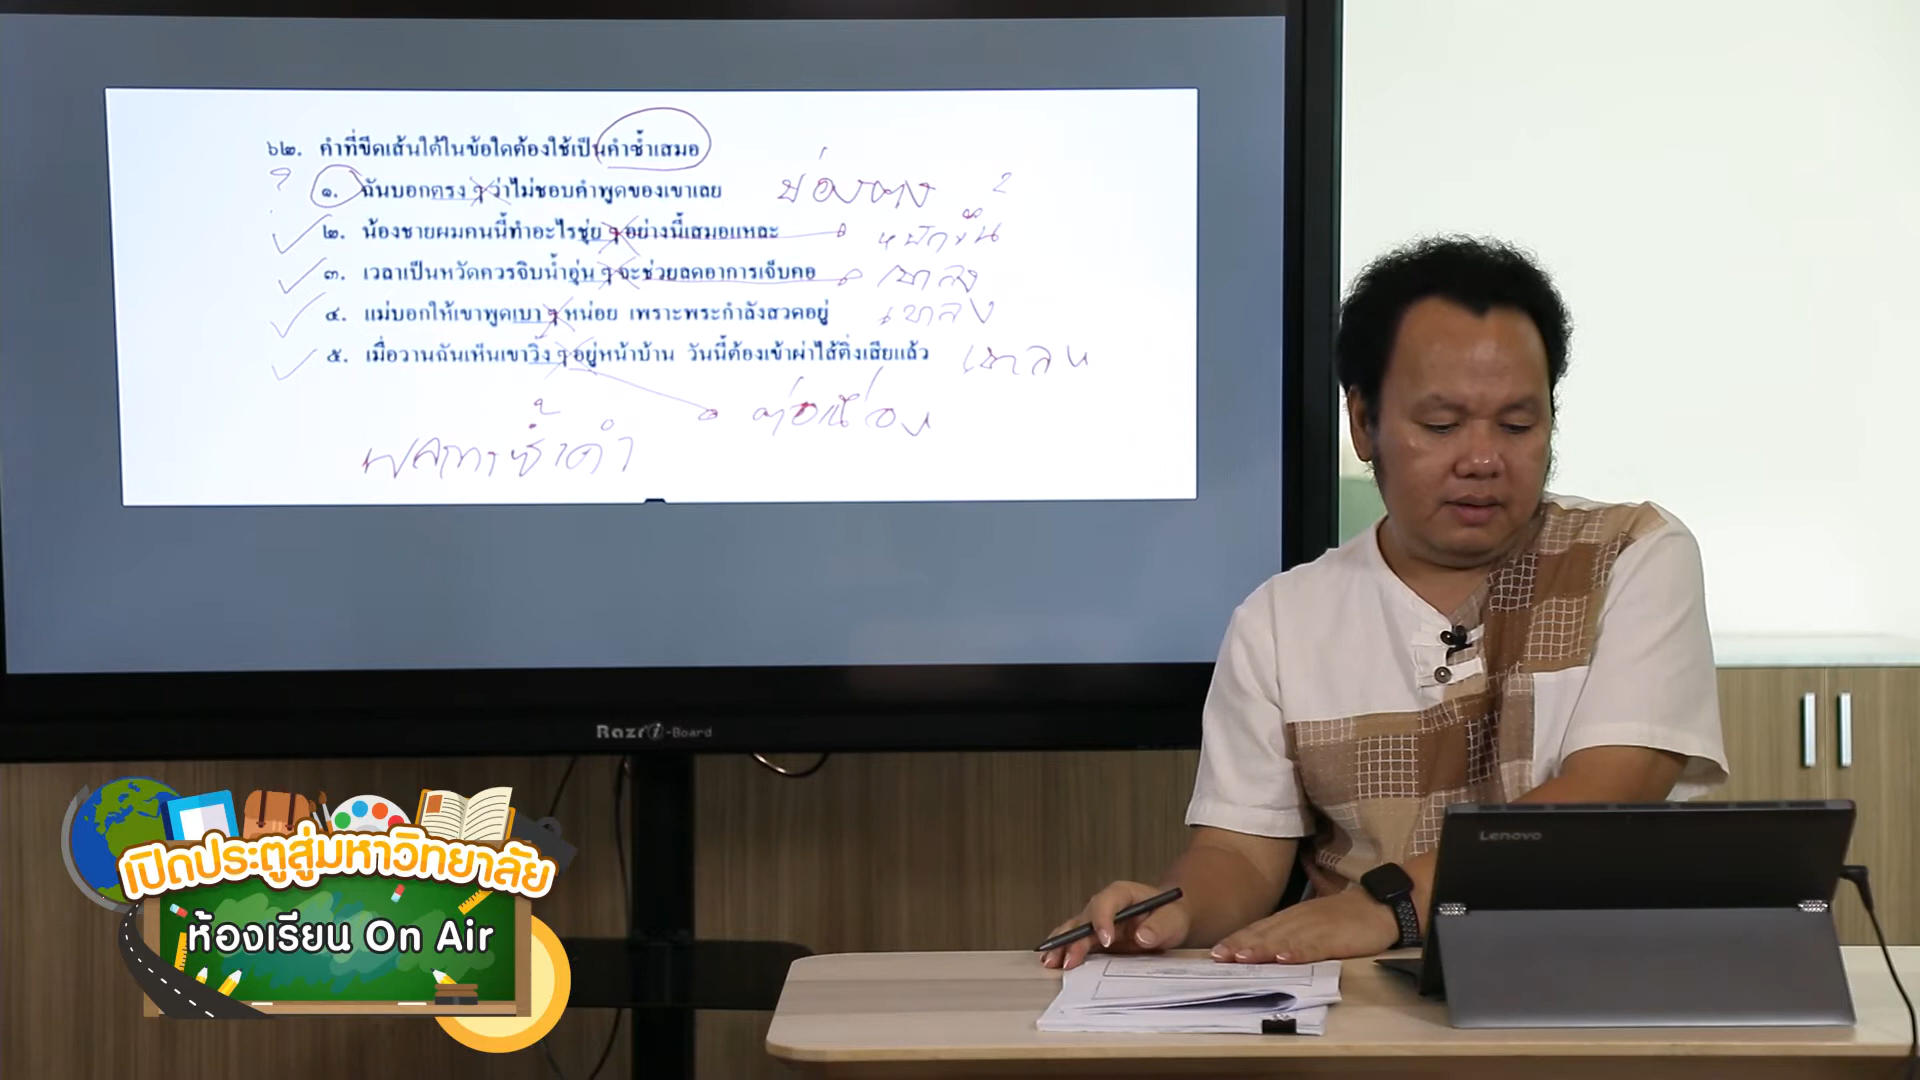 ๖๒. คำที่ขีดเส้นใต้ในข้อใดต้องใช้เป็นคำซ้ำเสมอ
๑. ฉันบอกตรง ๆ ว่าไม่ชอบคำพูดของเขาเลย
๒. น้องชายผมคนนี้ทำอะไรชุ่ย ๆ อย่างนี้เสมอแหละ
๓. เวลาเป็นหวัดควรจิบน้ำอุ่น ๆ จะช่วยลดอาการเจ็บคอ
๔. แม่บอกให้เขาพูดเบา ๆ หน่อย เพราะพระกำลังสวดอยู่
๕. เมื่อวานฉันเห็นเขาวิ่ง ๆ อยู่หน้าบ้าน วันนี้ต้องเข้าผ่าไส้ติ่งเสียแล้ว
เบาลง
เบาลง
ต่อเนื่อง
Razr i-Board
Lenovo
เปิดประตูสู่มหาวิทยาลัย
ห้องเรียน On Air